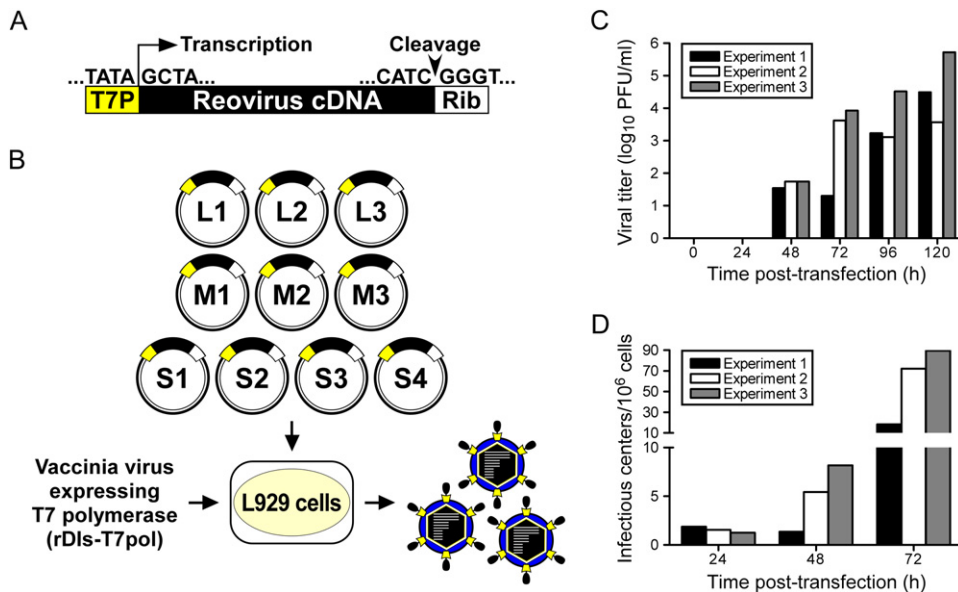 A
Transcription
Cleavage
...TATA GCTA...
...CATC GGGT...
T7P
Reovirus cDNA
Rib
B
L1
L2
L3
M1
M2
M3
S1
S2
S3
S4
Vaccinia virus
expressing
T7 polymerase
(rDIs-T7pol)
L929 cells
C
Viral titer (log10 PFU/ml)
6
5
4
3
2
1
0
Experiment 1
Experiment 2
Experiment 3
0
24
48
72
96
120
Time post-transfection (h)
D
Infectious centers/10⁶ cells
90
70
50
30
10
10
5
0
Experiment 1
Experiment 2
Experiment 3
24
48
72
Time post-transfection (h)